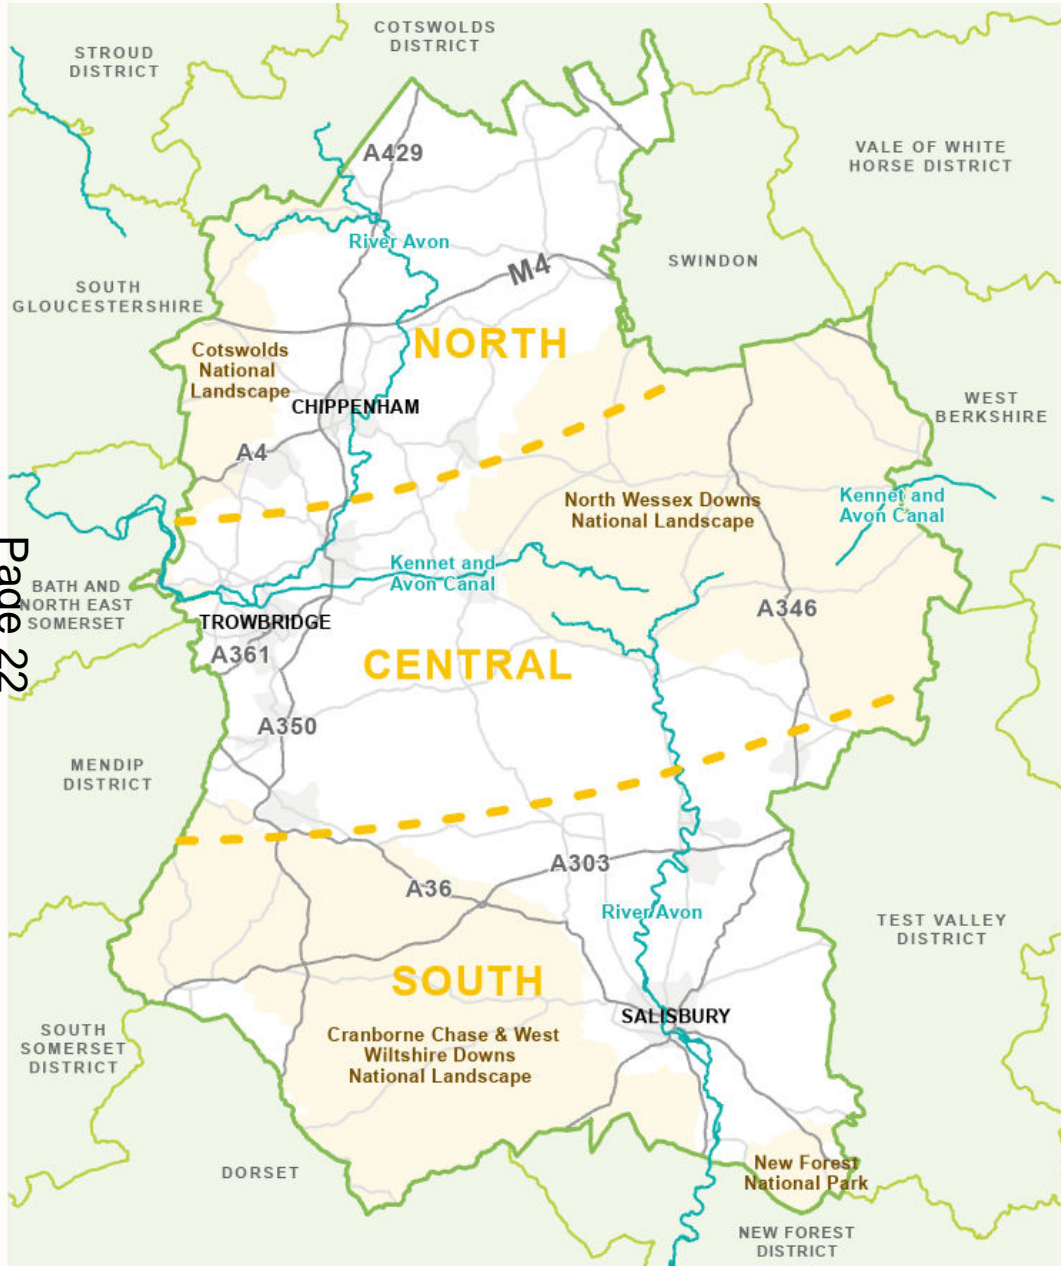 COTSWOLDS
DISTRICT
STROUD
DISTRICT
A429
VALE OF WHITE
HORSE DISTRICT
River Avon
SWINDON
M4
SOUTH
GLOUCESTERSHIRE
NORTH
Cotswolds
National
Landscape
CHIPPENHAM
WEST
BERKSHIRE
A4
North Wessex Downs
National Landscape
Kennet and
Avon Canal
Kennet and
Avon Canal
Page 22
BATH AND
NORTH EAST
SOMERSET
TROWBRIDGE
A346
A361
CENTRAL
A350
MENDIP
DISTRICT
A303
A36
River Avon
TEST VALLEY
DISTRICT
SOUTH
SALISBURY
SOUTH
SOMERSET
DISTRICT
Cranborne Chase & West
Wiltshire Downs
National Landscape
DORSET
New Forest
National Park
NEW FOREST
DISTRICT